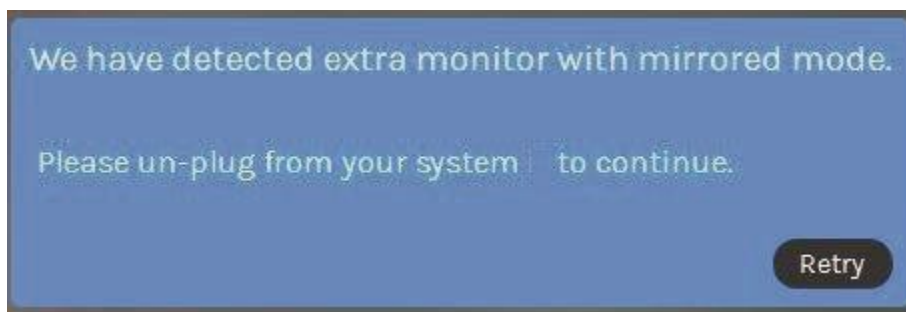 We have detected extra monitor with mirrored mode.
Please un-plug from your system to continue.
Retry